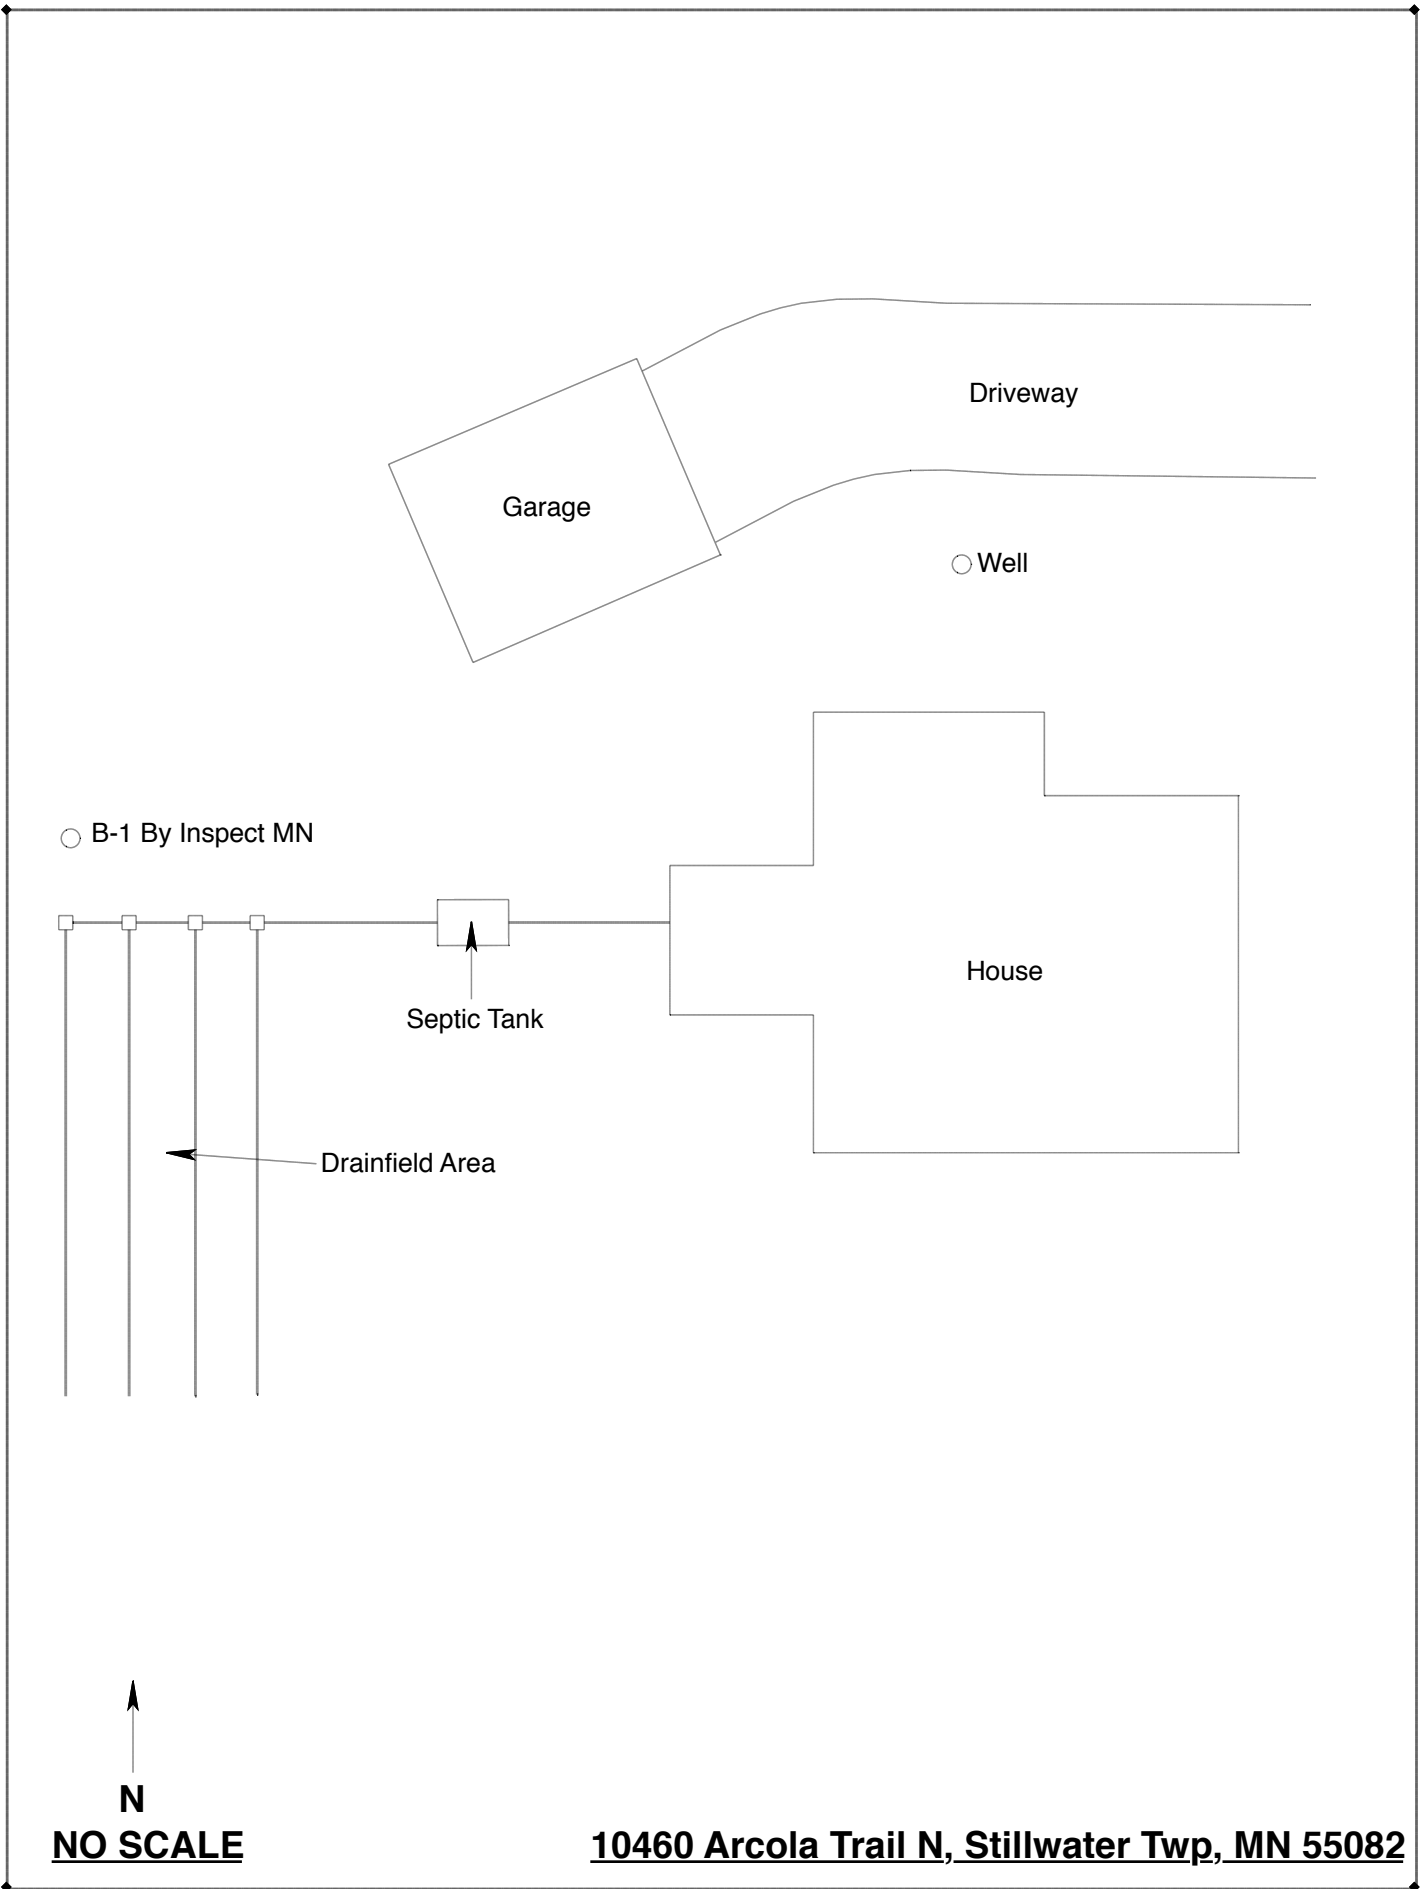 Driveway
Garage
Well
B-1 By Inspect MN
House
Septic Tank
Drainfield Area
N
NO SCALE
10460 Arcola Trail N, Stillwater Twp, MN 55082